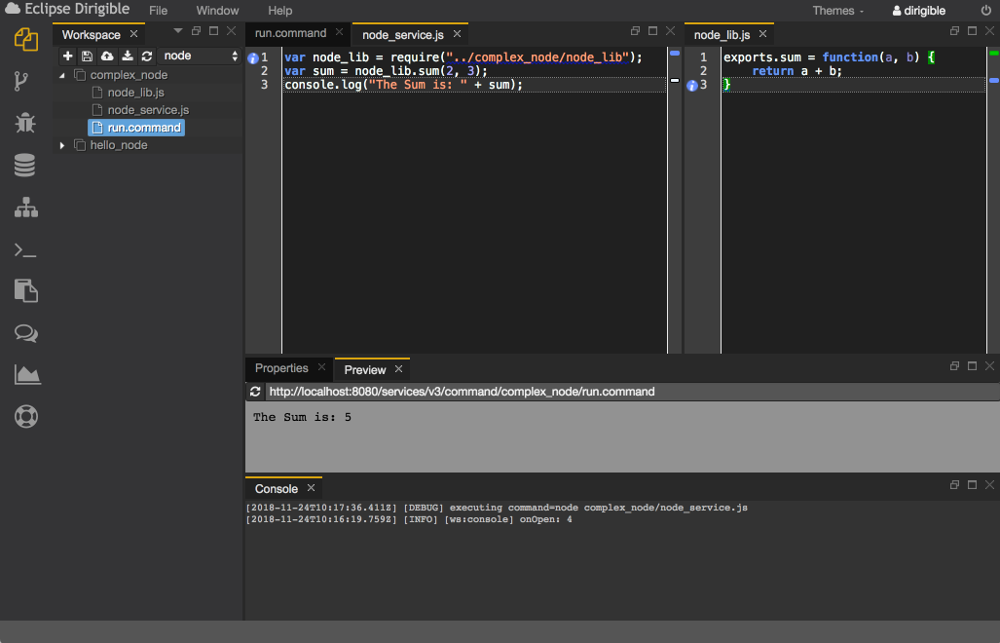 Eclipse Dirigible File Window Help Themes dirigible
Workspace
node
complex_node
node_lib.js
node_service.js
run.command
hello_node
run.command node_service.js
1 var node_lib = require("../complex_node/node_lib");
2 var sum = node_lib.sum(2, 3);
3 console.log("The Sum is: " + sum);
node_lib.js
1 exports.sum = function(a, b) {
2 return a + b;
3 }
Properties Preview
http://localhost:8080/services/v3/command/complex_node/run.command
The Sum is: 5
Console
[2018-11-24T10:17:36.411Z] [DEBUG] executing command=node complex_node/node_service.js
[2018-11-24T10:16:19.759Z] [INFO] [ws:console] onOpen: 4